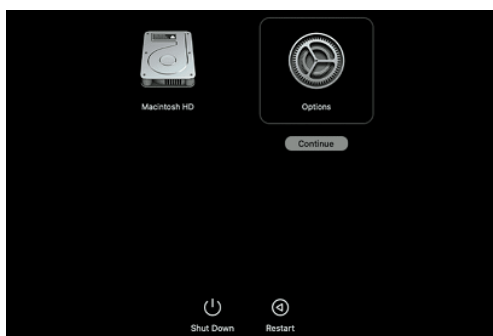 Macintosh HD
Options
Continue
Shut Down
Restart